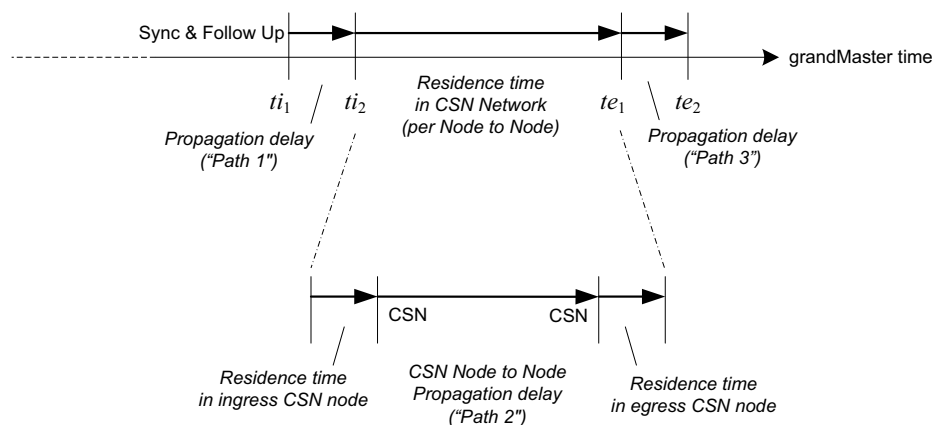 Sync & Follow Up
grandMaster time
ti1
ti2
te1
te2
Residence time
in CSN Network
(per Node to Node)
Propagation delay
(“Path 1")
Propagation delay
(“Path 3”)
CSN
CSN
Residence time
in ingress CSN node
CSN Node to Node
Propagation delay
(“Path 2")
Residence time
in egress CSN node